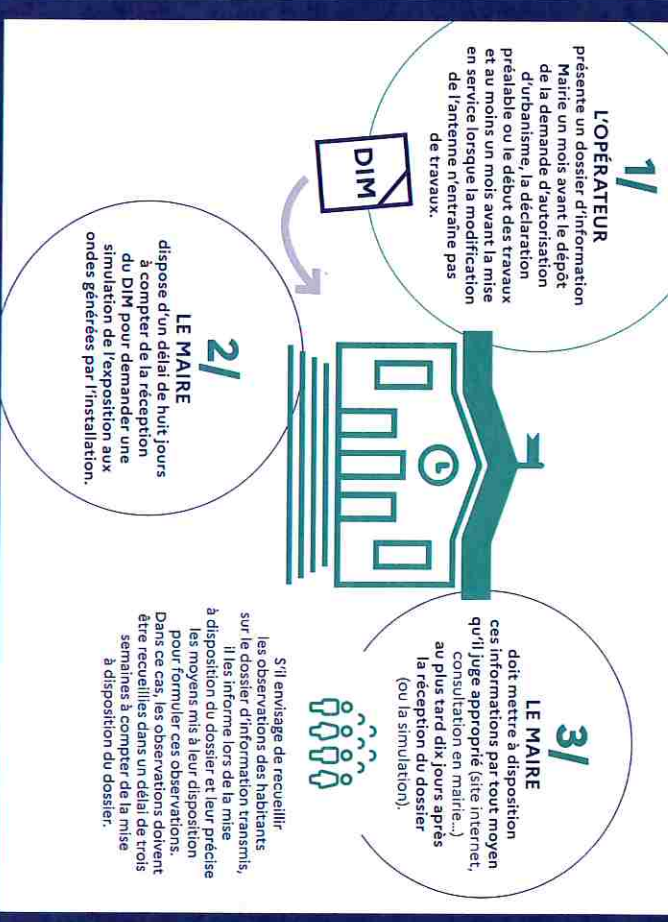 1/
L'OPÉRATEUR
présente un dossier d'information
Mairie un mois avant le dépôt
de la demande d'autorisation
d'urbanisme, la déclaration
préalable ou le début des travaux
et au moins un mois avant la mise
en service lorsque la modification
de l'antenne n'entraîne pas
de travaux.
DIM
2/
LE MAIRE
dispose d'un délai de huit jours
à compter de la réception
du DIM pour demander une
simulation de l'exposition aux
ondes générées par l'installation.
3/
LE MAIRE
doit mettre à disposition
ces informations par tout moyen
qu'il juge approprié (site internet,
consultation en mairie...)
au plus tard dix jours après
la réception du dossier
(ou la simulation).
S'il envisage de recueillir
les observations des habitants
sur le dossier d'information transmis,
il les informe lors de la mise
à disposition du dossier et leur précise
les moyens mis à leur disposition
pour formuler ces observations.
Dans ce cas, les observations doivent
être recueillies dans un délai de trois
semaines à compter de la mise
à disposition du dossier.